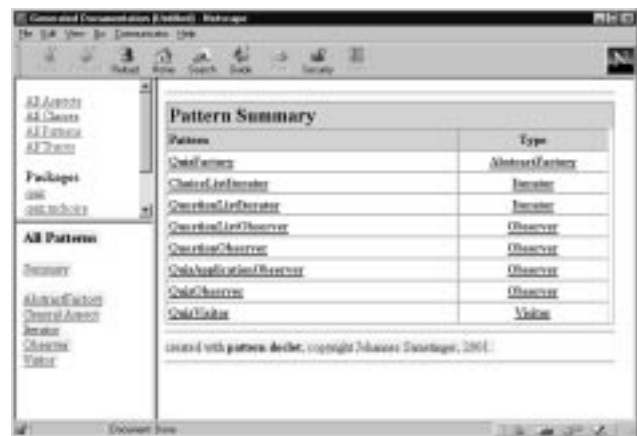 Generated Documentation (Untitled) - Netscape
File Edit View Go Communicator Help
Reload Home Search Guide Security
All Aspects
All Classes
All Patterns
All Traces
Packages
quiz
Pattern Summary
Pattern Type
QuizFactory AbstractFactory
ChoiceListIterator Iterator
QuestionListIterator Iterator
QuestionListObserver Observer
QuestionObserver Observer
QuizApplicationObserver Observer
QuizObserver Observer
QuizVisitor Visitor
created with pattern doclet, copyright Johannes Sametinger, 2001.
All Patterns
Summary
AbstractFactory
General Aspect
Iterator
Observer
Visitor
Document: Done